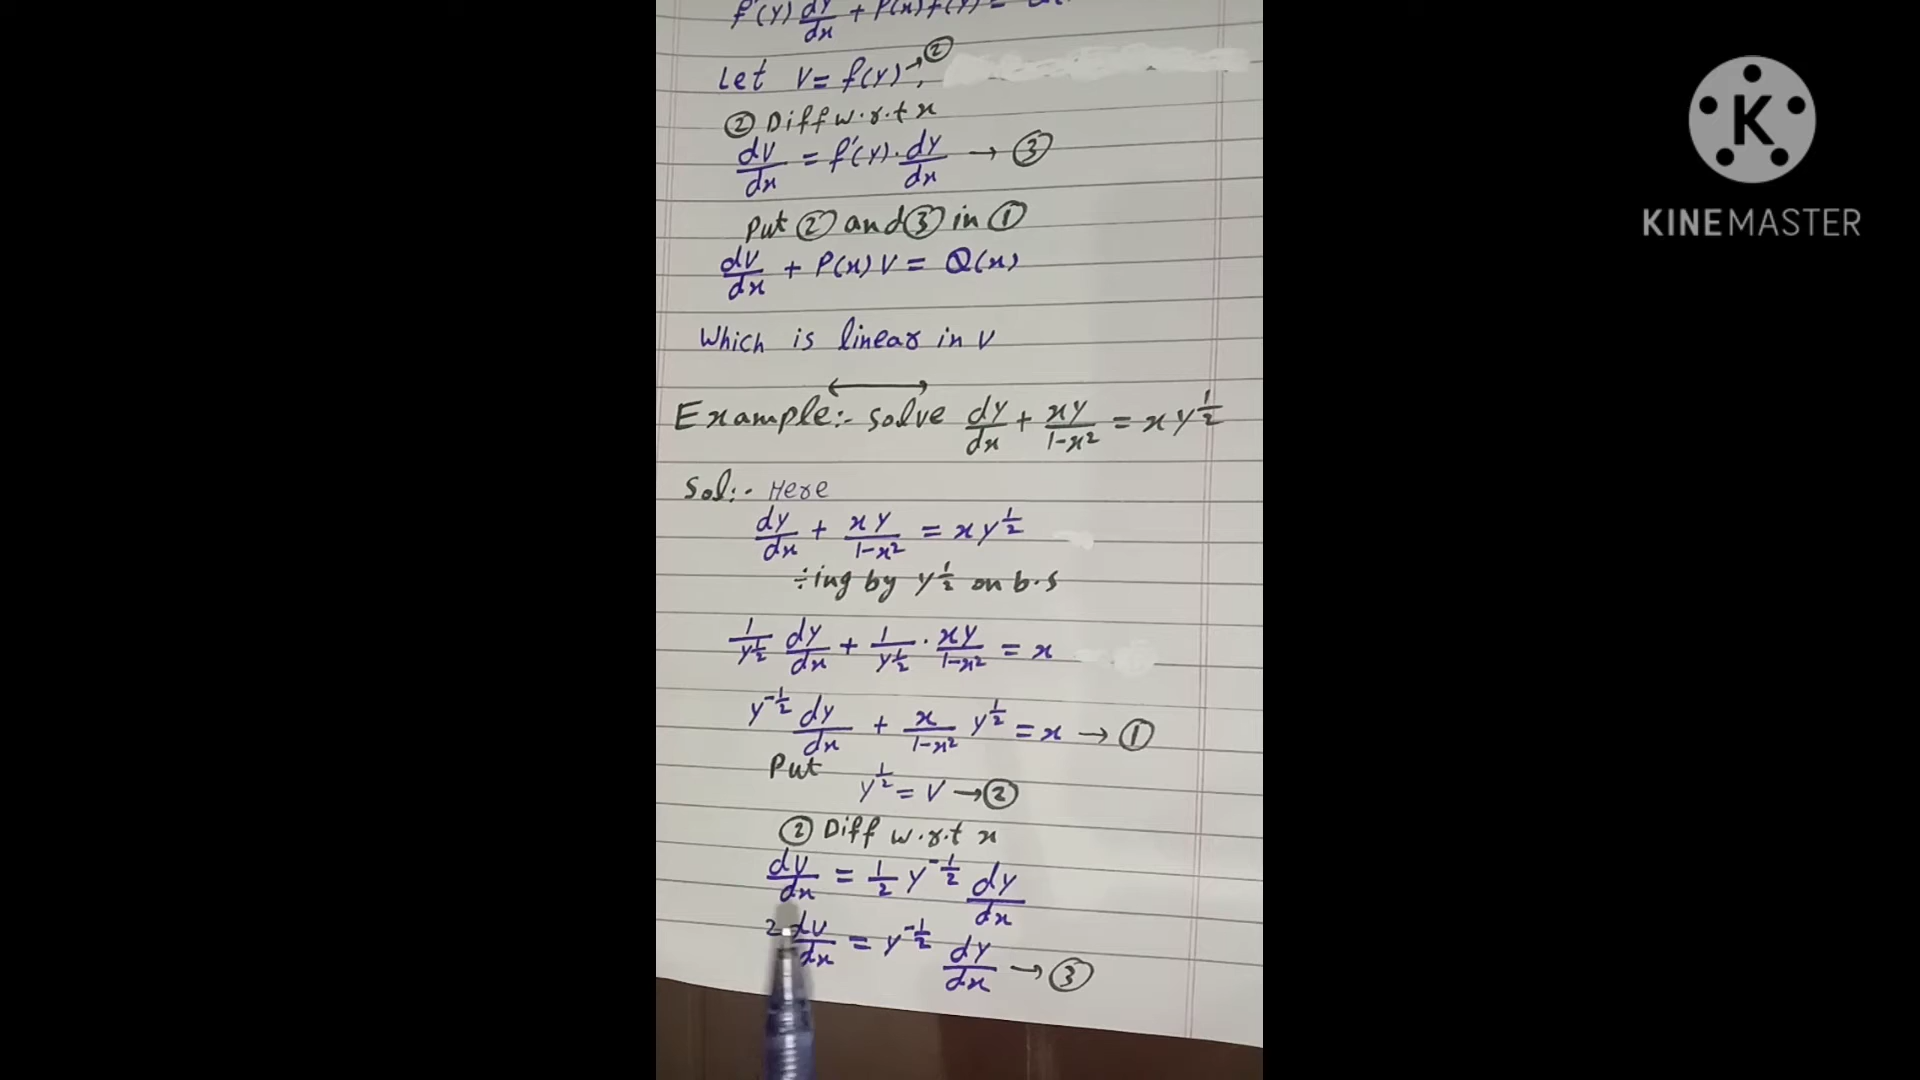 f'(y) dy/dx + P(x)f(y) =
Let v = f(y) → ②
② Diff w.r.t x
dv/dx = f'(y). dy/dx → ③
Put ② and ③ in ①
dv/dx + P(x) v = Q(x)
Which is linear in v
Example:- solve dy/dx + xy/1-x² = x y^1/2
Sol:- Here
dy/dx + xy/1-x² = x y^1/2
÷ing by y^1/2 on b.s
1/y^1/2 dy/dx + 1/y^1/2 . xy/1-x² = x
y^-1/2 dy/dx + x/1-x² y^1/2 = x → ①
Put y^1/2 = v → ②
② Diff w.r.t x
dv/dx = 1/2 y^-1/2 dy/dx
2 dv/dx = y^-1/2 dy/dx → ③
K
KINEMASTER